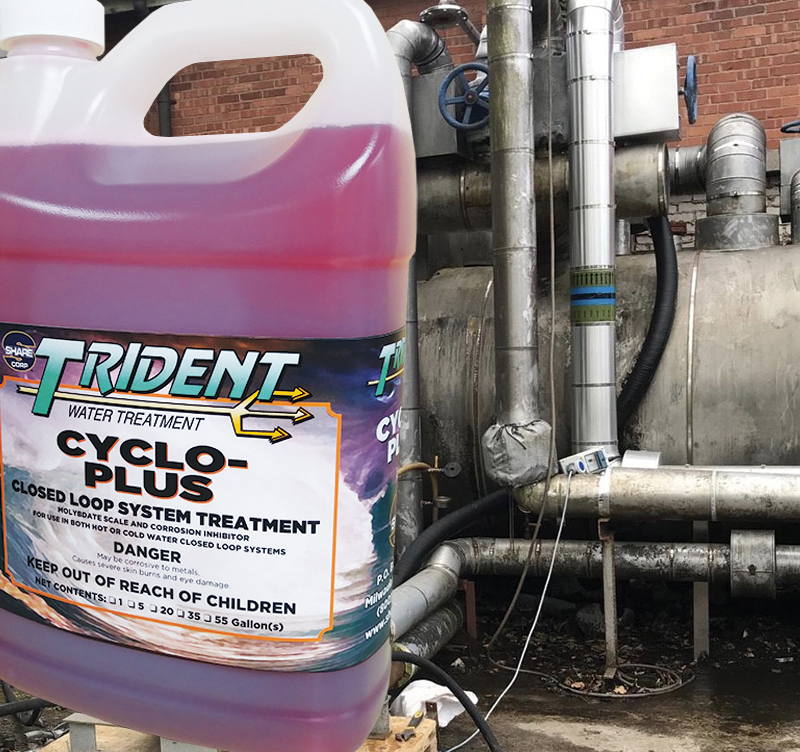 SHARE
CORP
TRIDENT
WATER TREATMENT
CYCLO-
PLUS
CLOSED LOOP SYSTEM TREATMENT
MOLYBDATE SCALE AND CORROSION INHIBITOR
FOR USE IN BOTH HOT OR COLD WATER CLOSED LOOP SYSTEMS
DANGER
May be corrosive to metals.
Causes severe skin burns and eye damage
KEEP OUT OF REACH OF CHILDREN
NET CONTENTS: ❑ 1 ❑ 5 ❑ 20 ❑ 35 ❑ 55 Gallon(s)